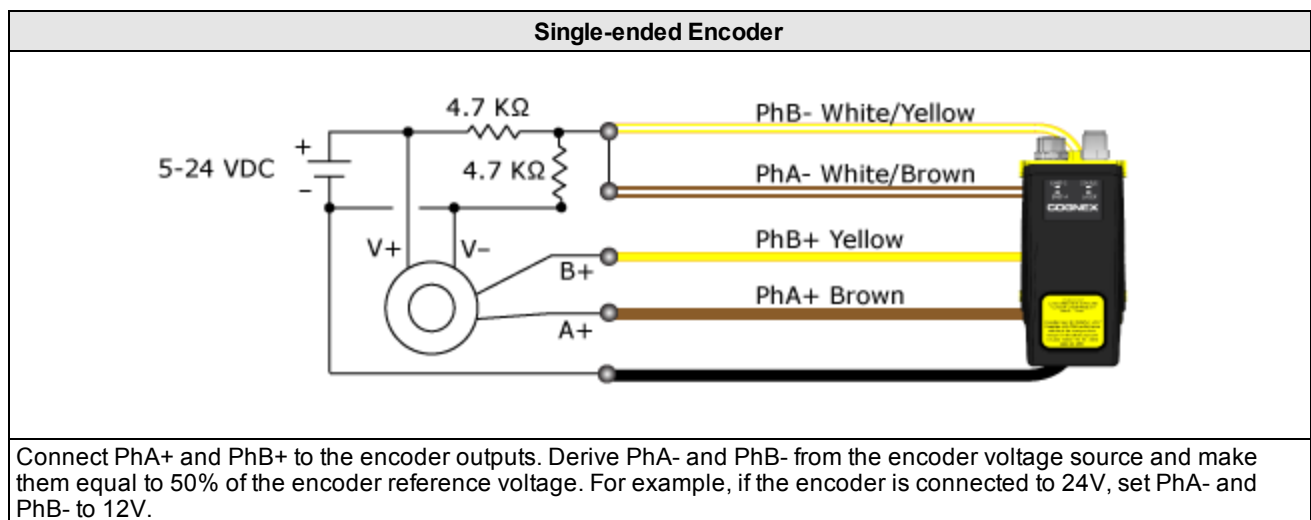 Single-ended Encoder
4.7 KΩ
PhB- White/Yellow
5-24 VDC
+
−
4.7 KΩ
PhA- White/Brown
COGNEX
V+
V−
PhB+ Yellow
B+
PhA+ Brown
A+
Connect PhA+ and PhB+ to the encoder outputs. Derive PhA- and PhB- from the encoder voltage source and make
them equal to 50% of the encoder reference voltage. For example, if the encoder is connected to 24V, set PhA- and
PhB- to 12V.